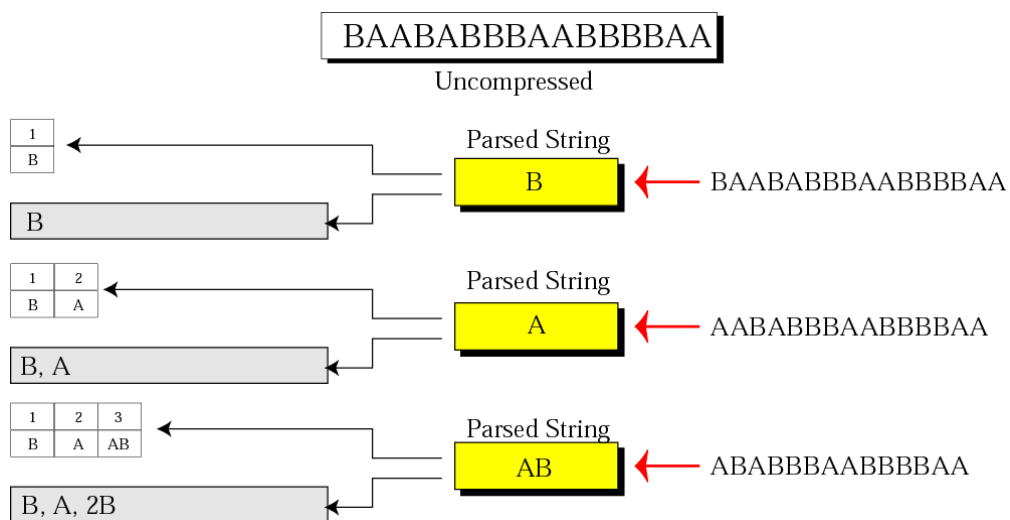 BAABABBBAABBBBAA
Uncompressed
1
B
Parsed String
B
BAABABBBAABBBBAA
B
1 2
B A
Parsed String
A
AABABBBAABBBBAA
B, A
1 2 3
B A AB
Parsed String
AB
ABABBBAABBBBAA
B, A, 2B